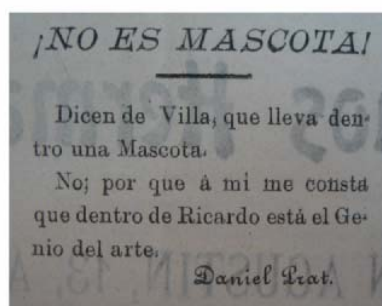 ¡NO ES MASCOTA!
Dicen de Villa, que lleva den-
tro una Mascota.
No; por que á mi me consta
que dentro de Ricardo está el Ge-
nio del arte.
Daniel Prat.